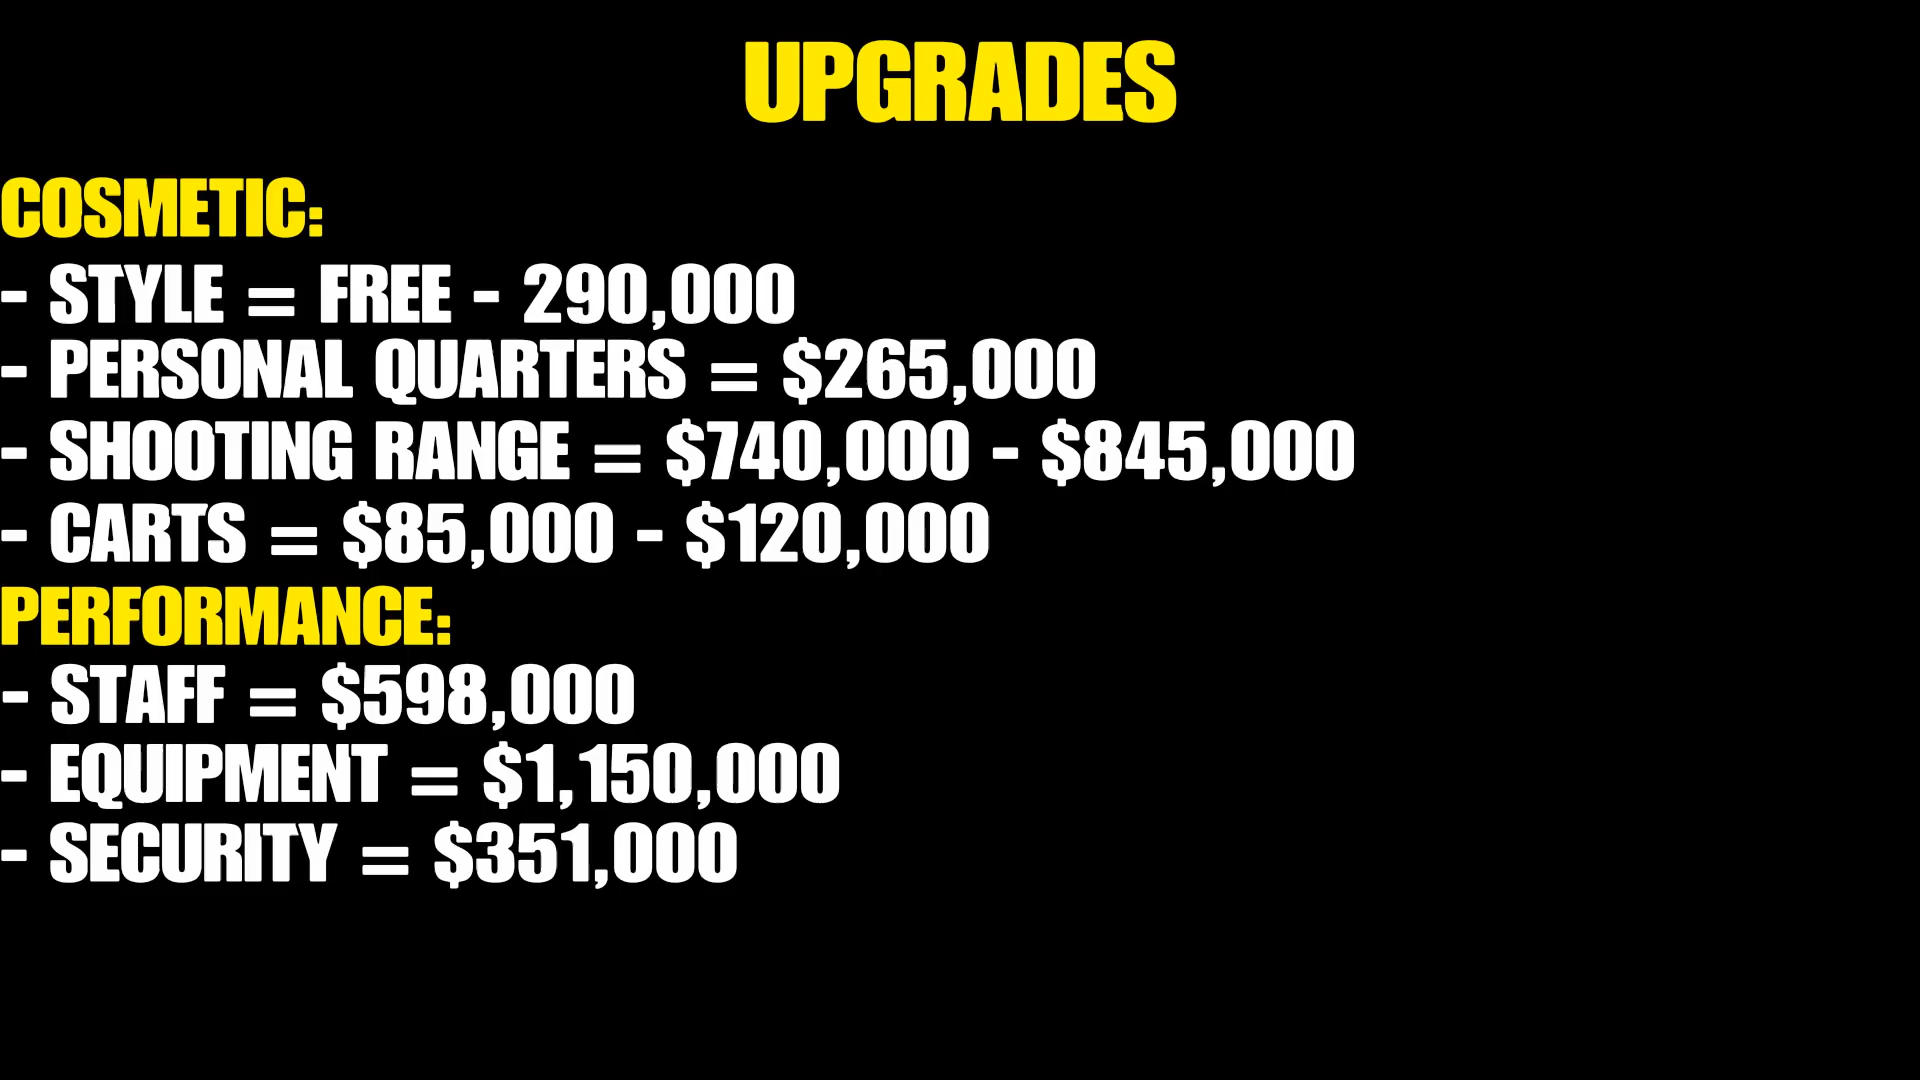 UPGRADES
COSMETIC:
- STYLE = FREE - 290,000
- PERSONAL QUARTERS = $265,000
- SHOOTING RANGE = $740,000 - $845,000
- CARTS = $85,000 - $120,000
PERFORMANCE:
- STAFF = $598,000
- EQUIPMENT = $1,150,000
- SECURITY = $351,000